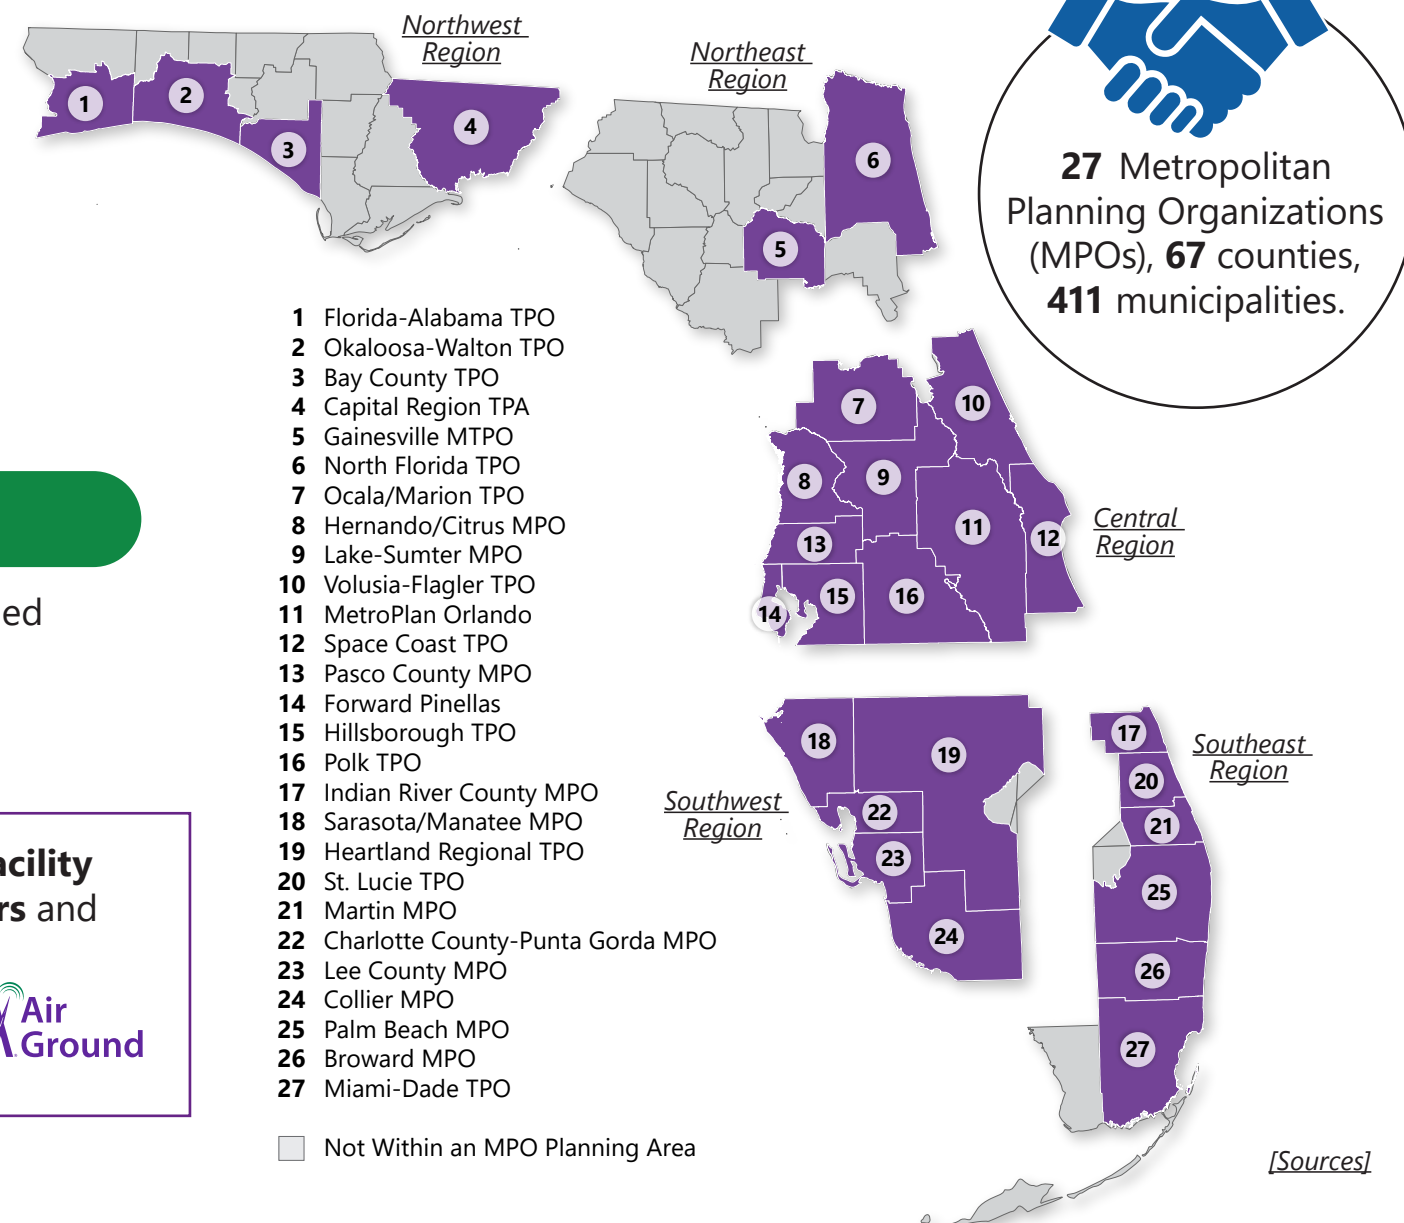 Northwest
Region
Northeast
Region
1
2
3
4
5
6
27 Metropolitan
Planning Organizations
(MPOs), 67 counties,
411 municipalities.
1 Florida-Alabama TPO
2 Okaloosa-Walton TPO
3 Bay County TPO
4 Capital Region TPA
5 Gainesville MTPO
6 North Florida TPO
7 Ocala/Marion TPO
8 Hernando/Citrus MPO
9 Lake-Sumter MPO
10 Volusia-Flagler TPO
11 MetroPlan Orlando
12 Space Coast TPO
13 Pasco County MPO
14 Forward Pinellas
15 Hillsborough TPO
16 Polk TPO
17 Indian River County MPO
18 Sarasota/Manatee MPO
19 Heartland Regional TPO
20 St. Lucie TPO
21 Martin MPO
22 Charlotte County-Punta Gorda MPO
23 Lee County MPO
24 Collier MPO
25 Palm Beach MPO
26 Broward MPO
27 Miami-Dade TPO
Not Within an MPO Planning Area
7
10
8
9
11
12
13
14
15
16
Central
Region
18
19
22
23
24
Southwest
Region
17
20
21
25
26
27
Southeast
Region
ed
acility
rs and
Air
Ground
[Sources]